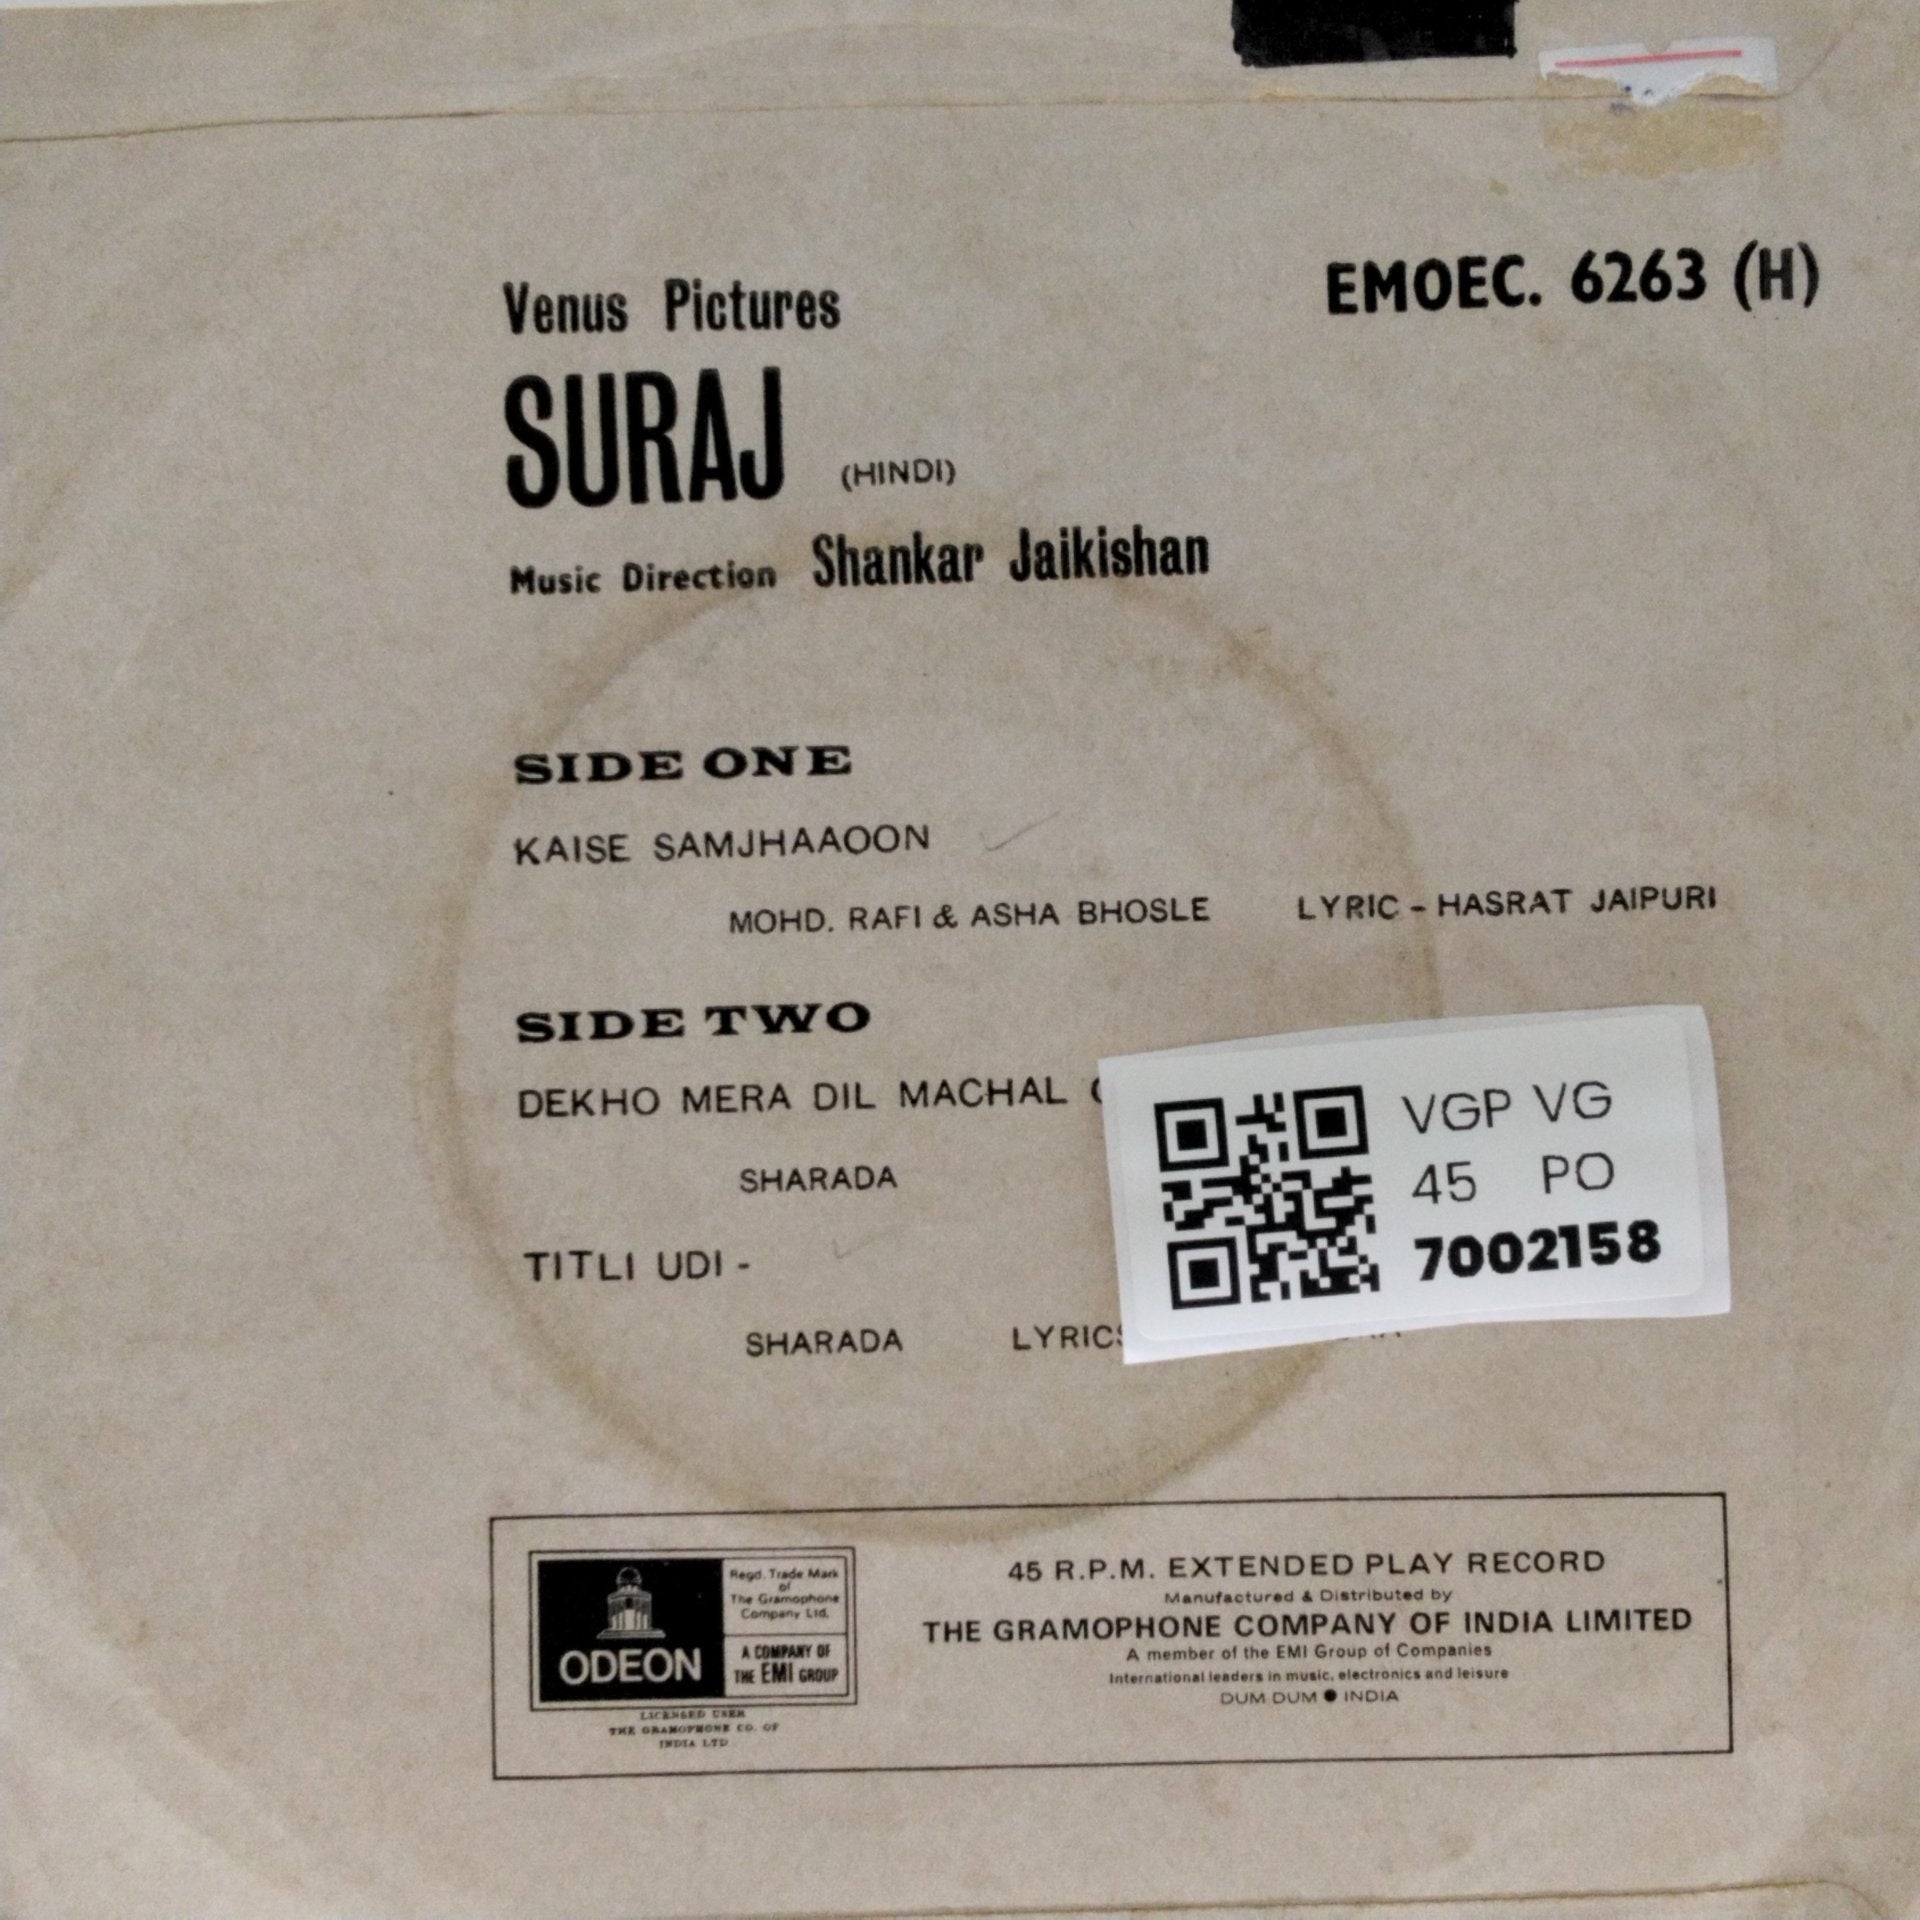 EMOEC. 6263 (H)
Venus Pictures
SURAJ (HINDI)
Music Direction Shankar Jaikishan
SIDE ONE
KAISE SAMJHAAOON
MOHD. RAFI & ASHA BHOSLE LYRIC - HASRAT JAIPURI
SIDE TWO
DEKHO MERA DIL MACHAL
SHARADA
TITLI UDI -
SHARADA LYRICS
VGP VG
45 PO
7002158
ODEON
Regd. Trade Mark
of
The Gramophone
Company Ltd.
A COMPANY OF
THE EMI GROUP
LICENSED USER
THE GRAMOPHONE CO. OF
INDIA LTD
45 R.P.M. EXTENDED PLAY RECORD
Manufactured & Distributed by
THE GRAMOPHONE COMPANY OF INDIA LIMITED
A member of the EMI Group of Companies
International leaders in music, electronics and leisure
DUM DUM ● INDIA